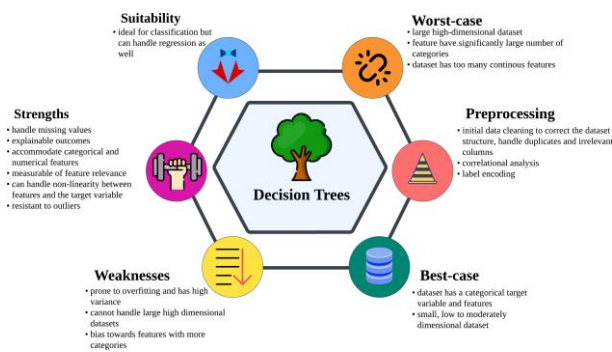 Suitability
• ideal for classification but
can handle regression as
well
Worst-case
• large high-dimensional dataset
• feature have significantly large number of
categories
• dataset has too many continous features
Strengths
• handle missing values
• explainable outcomes
• accommodate categorical and
numerical features
• measurable of feature relevance
• can handle non-linearity between
features and the target variable
• resistant to outliers
Decision Trees
Preprocessing
• initial data cleaning to correct the dataset
structure, handle duplicates and irrelevant
columns
• correlational analysis
• label encoding
Weaknesses
• prone to overfitting and has high
variance
• cannot handle large high dimensional
datasets
• bias towards features with more
categories
Best-case
• dataset has a categorical target
variable and features
• small, low to moderately
dimensional dataset